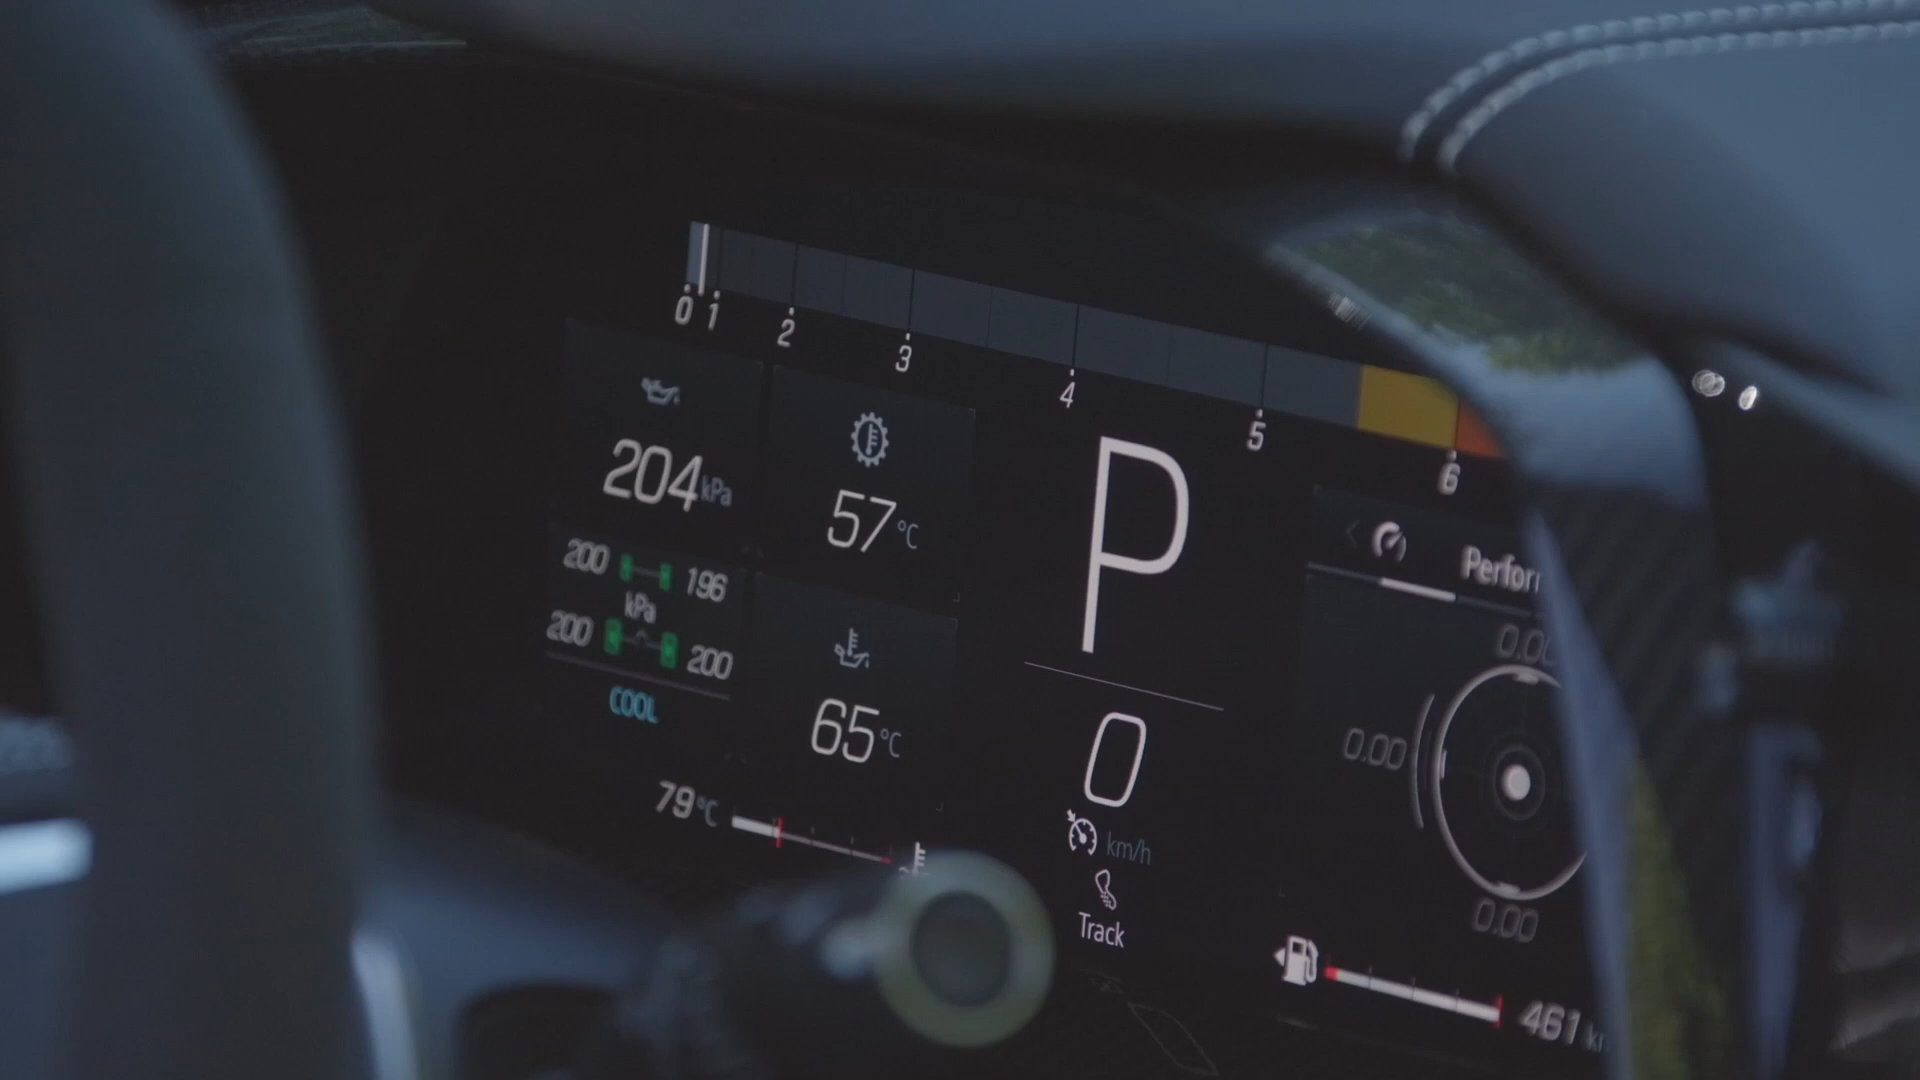 0 1 2 3 4 5 6
204 kPa
57 °C
P
Perfor
200 196
kPa
200 200
COOL
65 °C
79 °C
0
km/h
Track
0.00
0.00
0.00
461